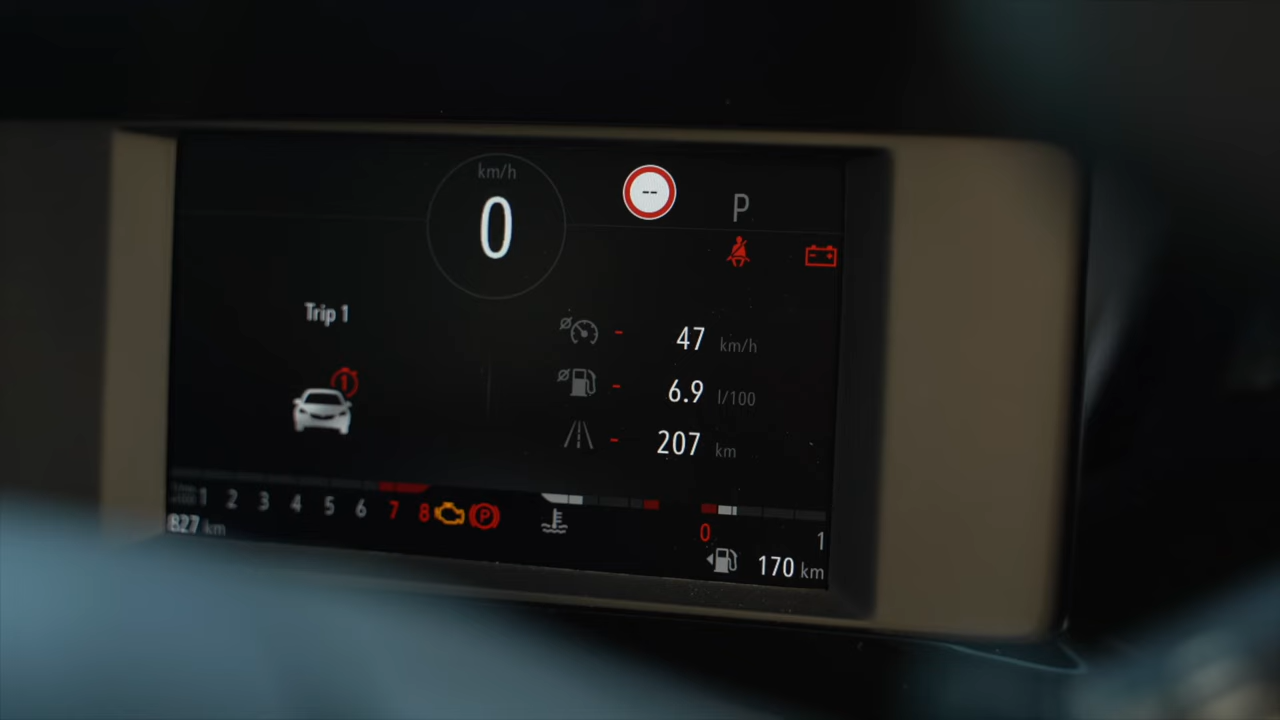 km/h
0
--
P
Trip 1
1
- 47 km/h
- 6.9 l/100
- 207 km
1 2 3 4 5 6 7 8
P
827 km
0 1
170 km